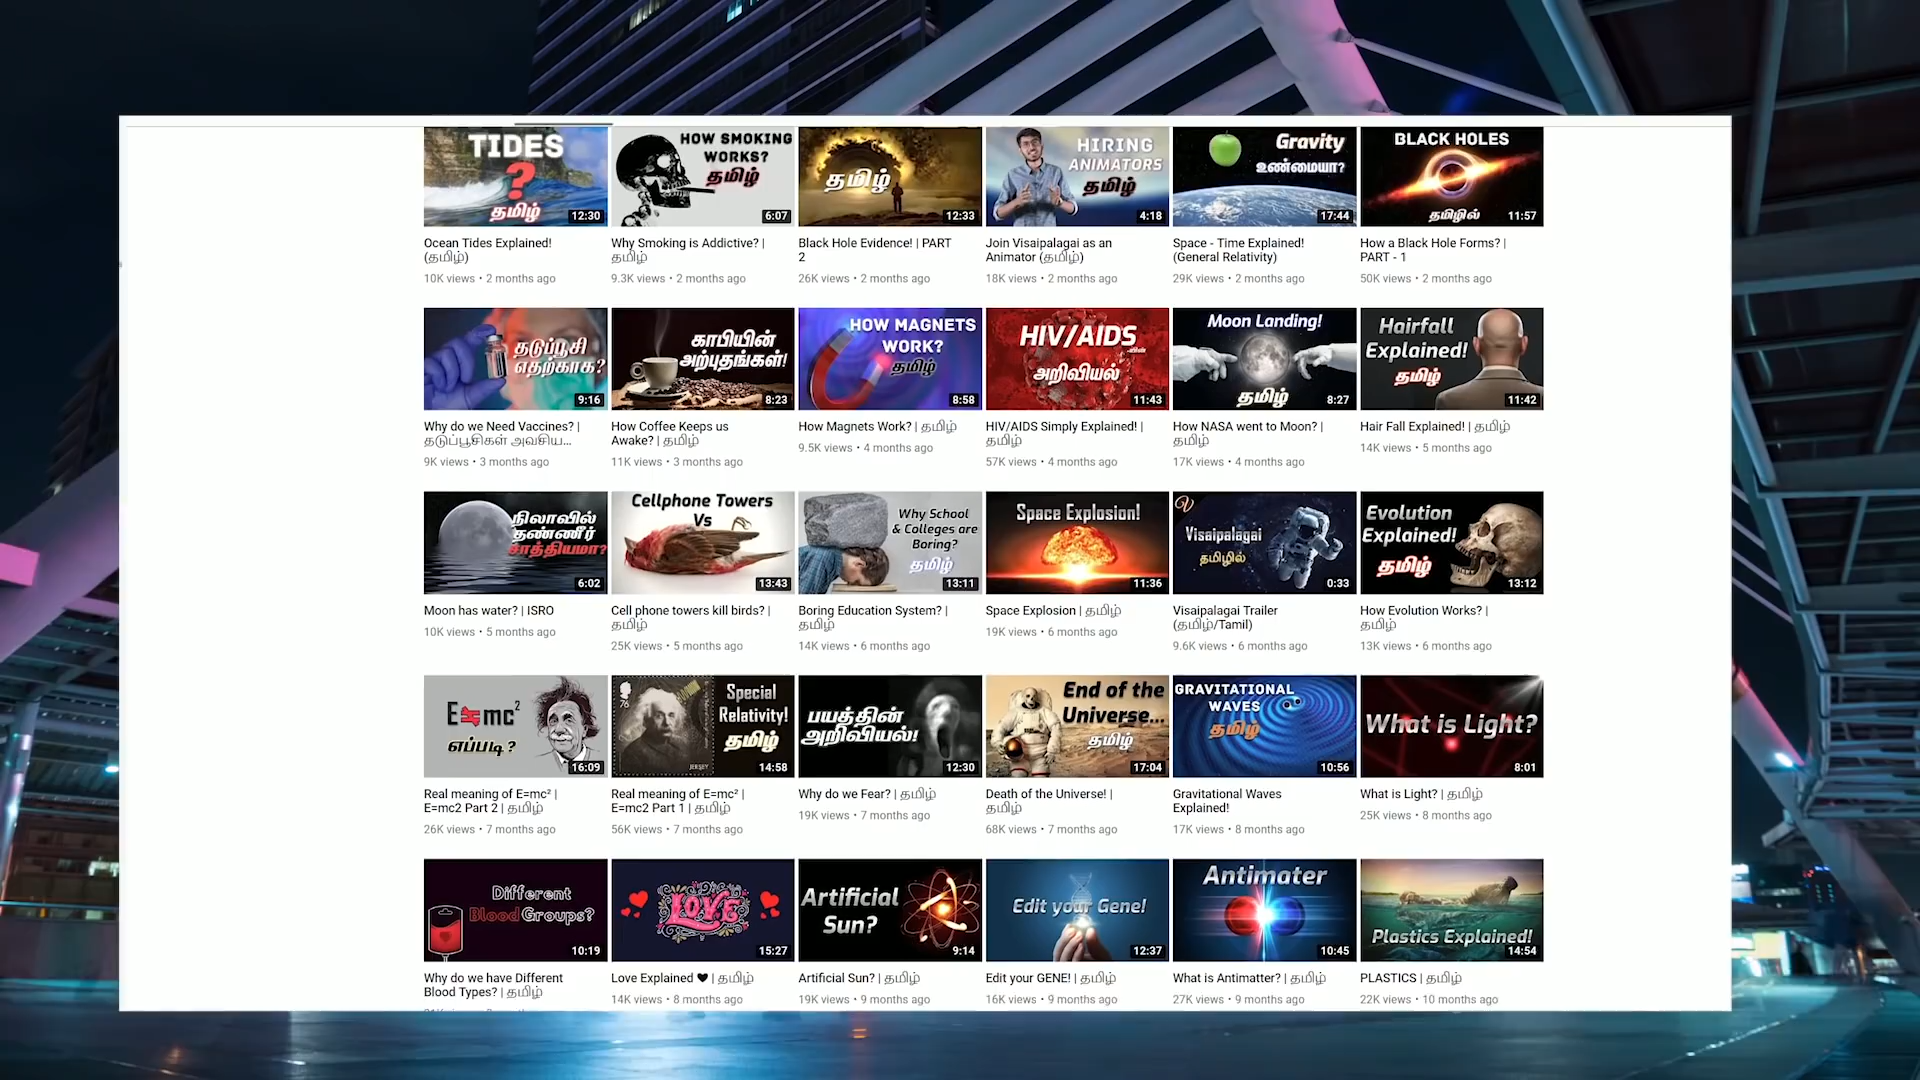 TIDES
?
தமிழ்
12:30
HOW SMOKING
WORKS?
தமிழ்
6:07
தமிழ்
12:33
HIRING
ANIMATORS
தமிழ்
4:18
Gravity
உண்மையா?
17:44
BLACK HOLES
தமிழில்
11:57
Ocean Tides Explained!
(தமிழ்)
10K views • 2 months ago
Why Smoking is Addictive? |
தமிழ்
9.3K views • 2 months ago
Black Hole Evidence! | PART
2
26K views • 2 months ago
Join Visaipalagai as an
Animator (தமிழ்)
18K views • 2 months ago
Space - Time Explained!
(General Relativity)
29K views • 2 months ago
How a Black Hole Forms? |
PART - 1
50K views • 2 months ago
தடுப்பூசி
எதற்காக?
9:16
காபியின்
அற்புதங்கள்!
8:23
HOW MAGNETS
WORK?
தமிழ்
8:58
HIV/AIDS
யின்
அறிவியல்
11:43
Moon Landing!
தமிழ்
8:27
Hairfall
Explained!
தமிழ்
11:42
Why do we Need Vaccines? |
தடுப்பூசிகள் அவசிய...
9K views • 3 months ago
How Coffee Keeps us
Awake? | தமிழ்
11K views • 3 months ago
How Magnets Work? | தமிழ்
9.5K views • 4 months ago
HIV/AIDS Simply Explained! |
தமிழ்
57K views • 4 months ago
How NASA went to Moon? |
தமிழ்
17K views • 4 months ago
Hair Fall Explained! | தமிழ்
14K views • 5 months ago
நிலாவில்
தண்ணீர்
சாத்தியமா?
6:02
Cellphone Towers
Vs
13:43
Why School
& Colleges are
Boring?
தமிழ்
13:11
Space Explosion!
11:36
Visaipalagai
தமிழில்
0:33
Evolution
Explained!
தமிழ்
13:12
Moon has water? | ISRO
10K views • 5 months ago
Cell phone towers kill birds? |
தமிழ்
25K views • 5 months ago
Boring Education System? |
தமிழ்
14K views • 6 months ago
Space Explosion | தமிழ்
19K views • 6 months ago
Visaipalagai Trailer
(தமிழ்/Tamil)
9.6K views • 6 months ago
How Evolution Works? |
தமிழ்
13K views • 6 months ago
E=mc²
எப்படி?
16:09
76
JERSEY
Special
Relativity!
தமிழ்
14:58
பயத்தின்
அறிவியல்!
12:30
End of the
Universe...
தமிழ்
17:04
GRAVITATIONAL
WAVES
தமிழ்
10:56
What is Light?
8:01
Real meaning of E=mc² |
E=mc2 Part 2 | தமிழ்
26K views • 7 months ago
Real meaning of E=mc² |
E=mc2 Part 1 | தமிழ்
56K views • 7 months ago
Why do we Fear? | தமிழ்
19K views • 7 months ago
Death of the Universe! |
தமிழ்
68K views • 7 months ago
Gravitational Waves
Explained!
17K views • 8 months ago
What is Light? | தமிழ்
25K views • 8 months ago
Different
Blood Groups?
10:19
LOVE
15:27
Artificial
Sun?
9:14
Edit your Gene!
12:37
Antimater
10:45
Plastics Explained!
14:54
Why do we have Different
Blood Types? | தமிழ்
Love Explained ♥ | தமிழ்
14K views • 8 months ago
Artificial Sun? | தமிழ்
19K views • 9 months ago
Edit your GENE! | தமிழ்
16K views • 9 months ago
What is Antimatter? | தமிழ்
27K views • 9 months ago
PLASTICS | தமிழ்
22K views • 10 months ago